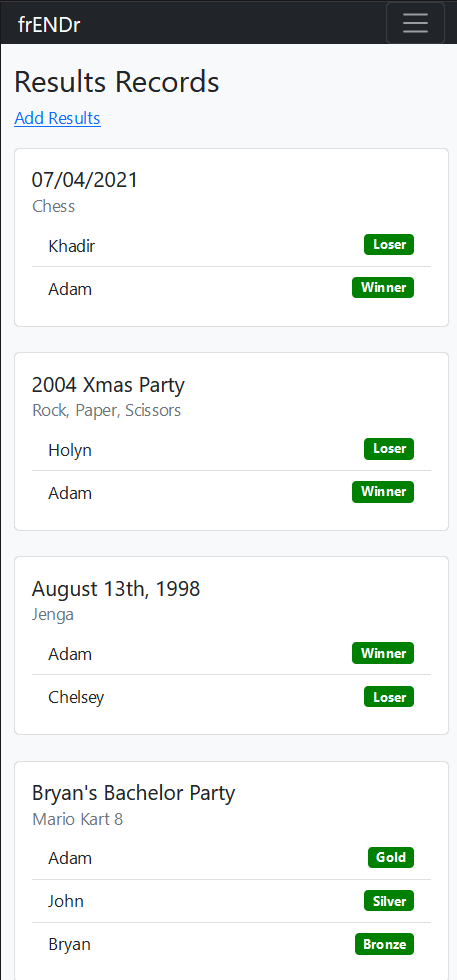 frENDr
Results Records
Add Results
07/04/2021
Chess
Khadir Loser
Adam Winner
2004 Xmas Party
Rock, Paper, Scissors
Holyn Loser
Adam Winner
August 13th, 1998
Jenga
Adam Winner
Chelsey Loser
Bryan's Bachelor Party
Mario Kart 8
Adam Gold
John Silver
Bryan Bronze